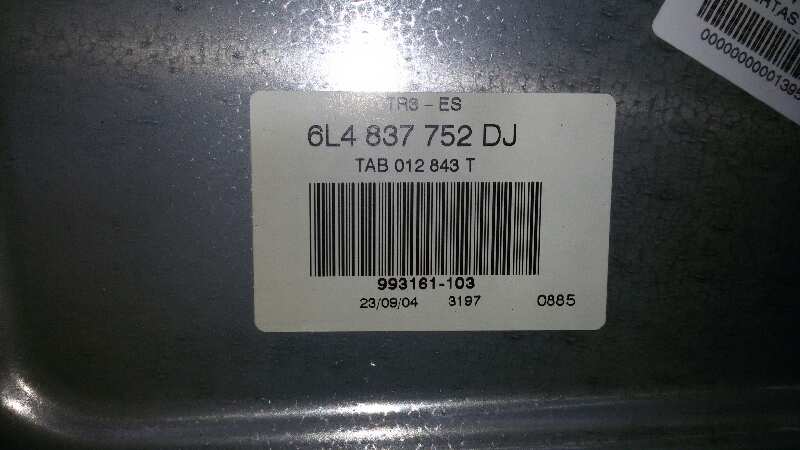 TR3 - ES
6L4 837 752 DJ
TAB 012 843 T
993161-103
23/09/04 3197 0885